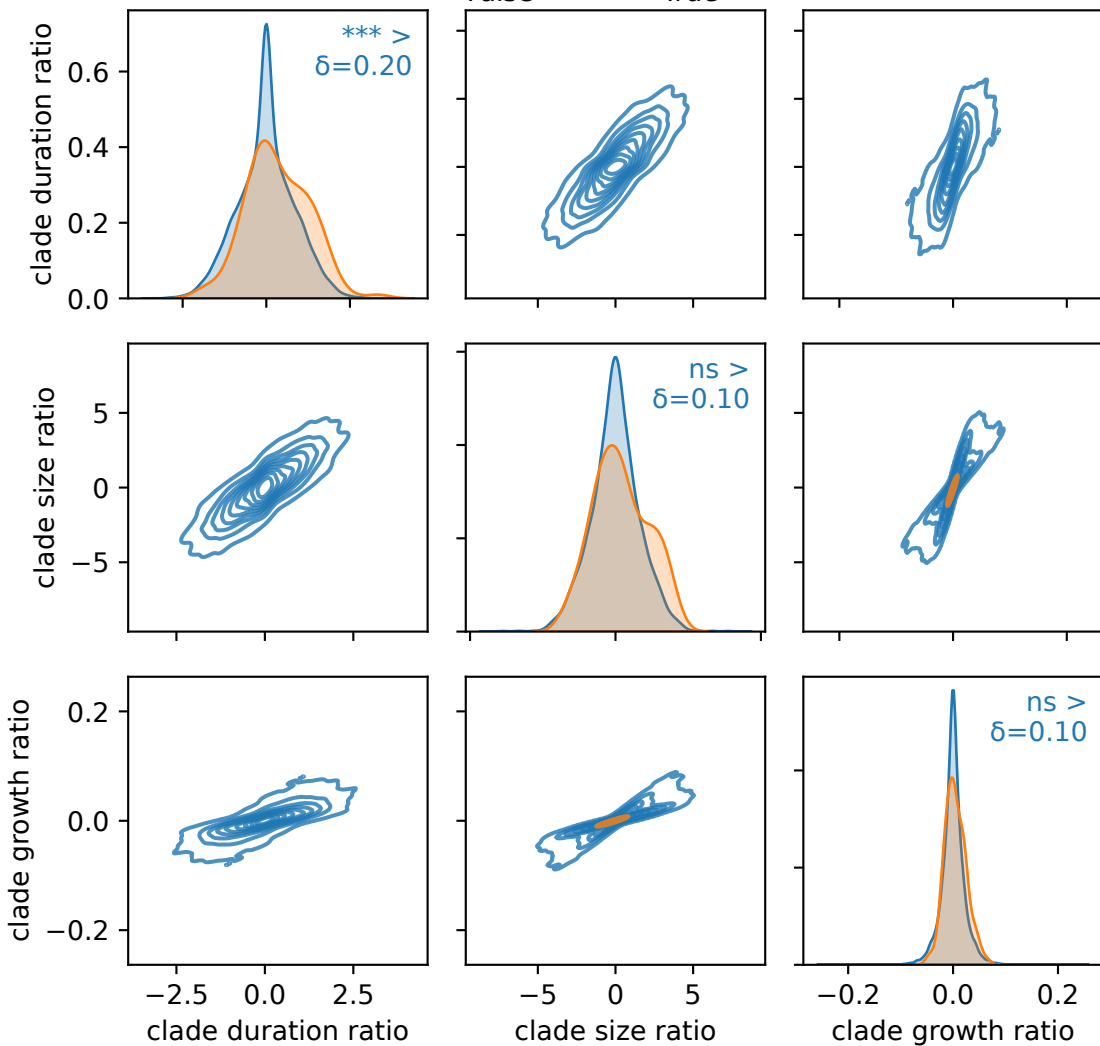 clade duration ratio
0.6
0.4
0.2
0.0
*** >
δ=0.20
clade size ratio
5
0
−5
ns >
δ=0.10
clade growth ratio
0.2
0.0
−0.2
ns >
δ=0.10
−2.5 0.0 2.5
−5 0 5
−0.2 0.0 0.2
clade duration ratio
clade size ratio
clade growth ratio